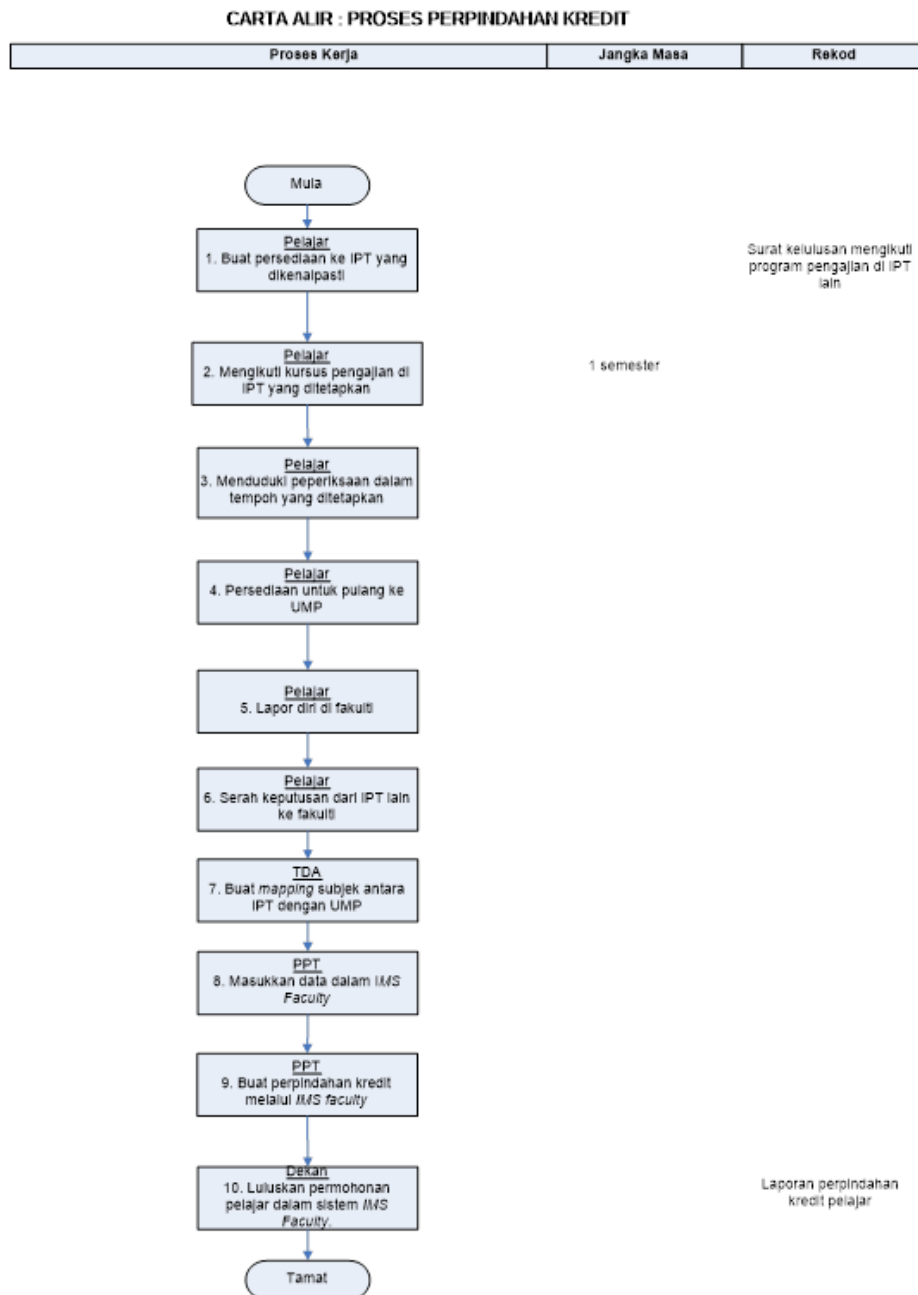 CARTA ALIR : PROSES PERPINDAHAN KREDIT
Proses Kerja
Jangka Masa
Rekod
Mula
Pelajar
1. Buat persediaan ke IPT yang
dikenalpasti
Surat kelulusan mengikuti
program pengajian di IPT
lain
Pelajar
2. Mengikuti kursus pengajian di
IPT yang ditetapkan
1 semester
Pelajar
3. Menduduki peperiksaan dalam
tempoh yang ditetapkan
Pelajar
4. Persediaan untuk pulang ke
UMP
Pelajar
5. Lapor diri di fakulti
Pelajar
6. Serah keputusan dari IPT lain
ke fakulti
TDA
7. Buat mapping subjek antara
IPT dengan UMP
PPT
8. Masukkan data dalam IMS
Faculty
PPT
9. Buat perpindahan kredit
melalui IMS faculty
Dekan
10. Luluskan permohonan
pelajar dalam sistem IMS
Faculty.
Laporan perpindahan
kredit pelajar
Tamat